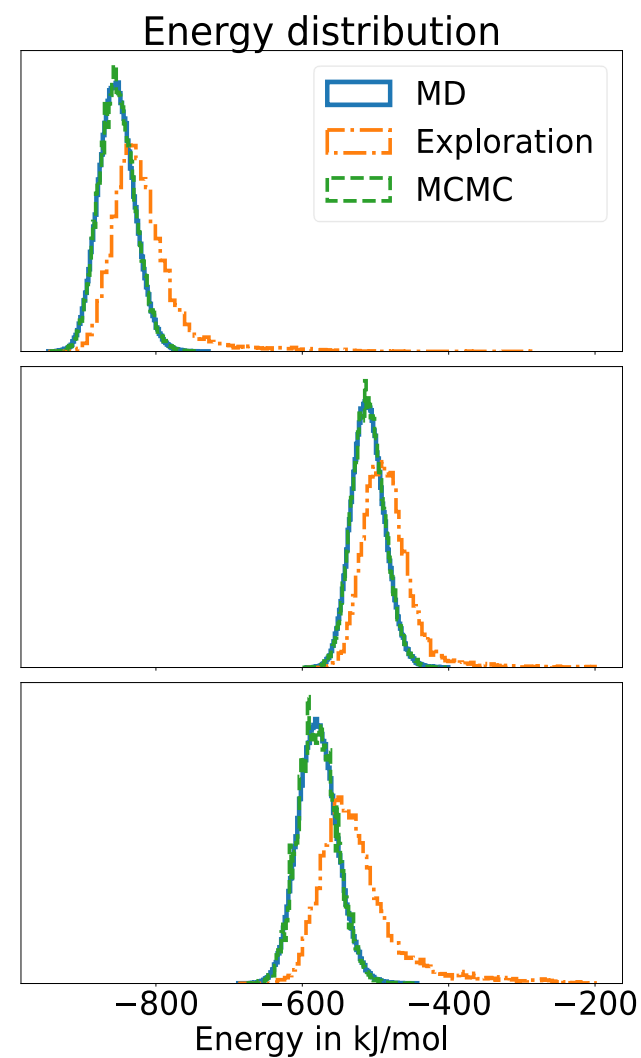 Energy distribution
MD
Exploration
MCMC
−800 −600 −400 −200
Energy in kJ/mol